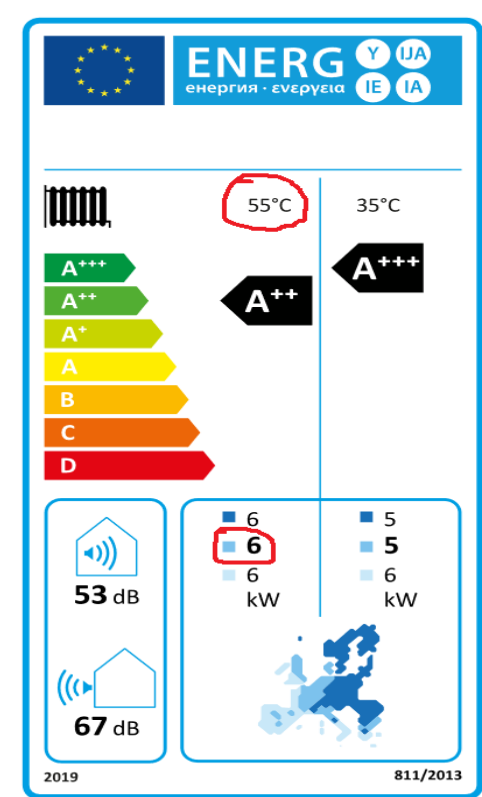 ENERG Y IJA
енергия · ενεργεια IE IA
55°C 35°C
A+++ A+++
A++ A++
A+
A
B
C
D
6 5
6 5
6 6
kW kW
53 dB
67 dB
2019 811/2013